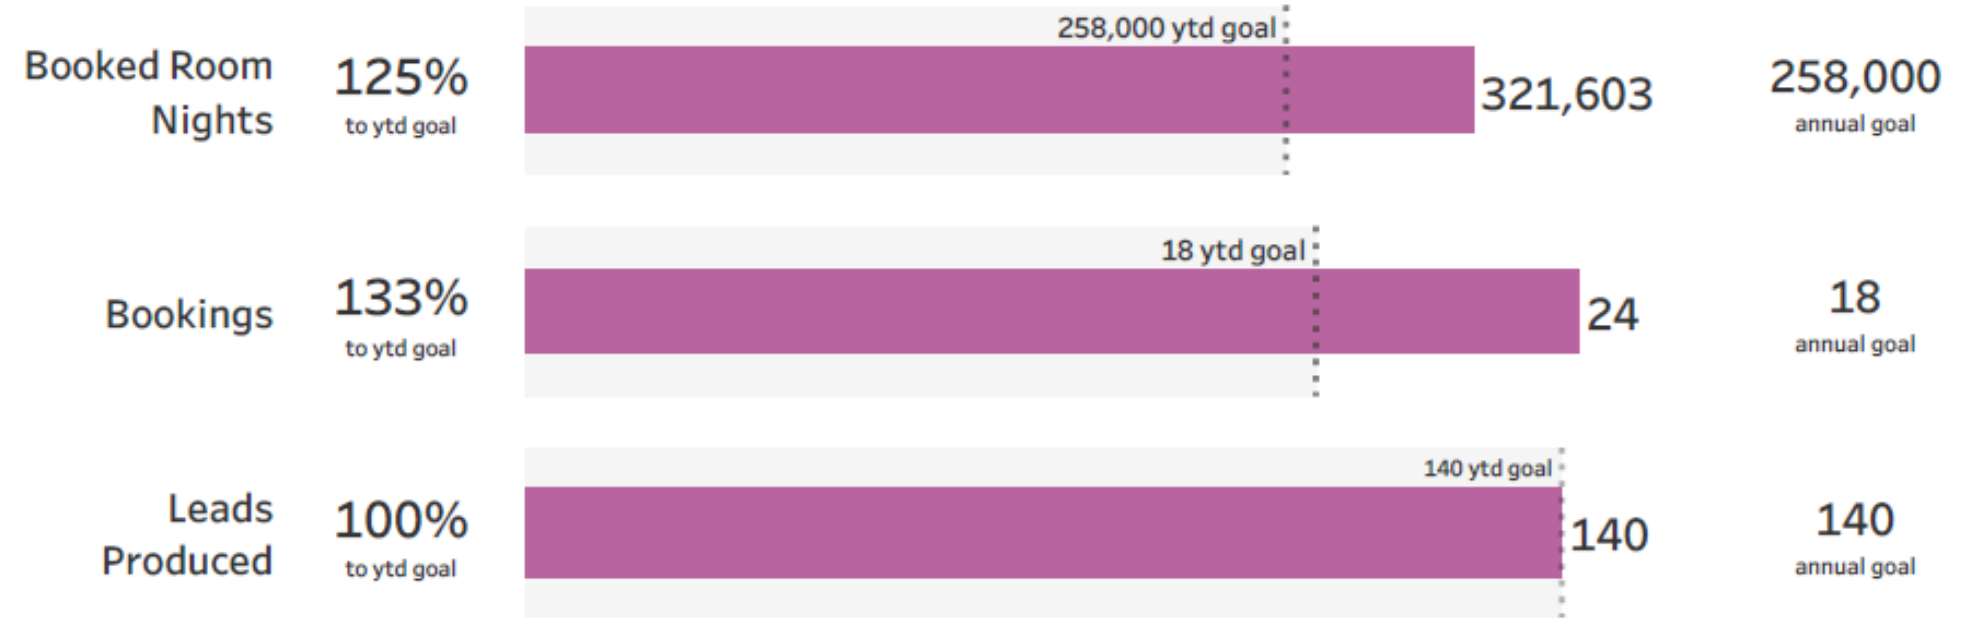 Booked Room
Nights
125%
to ytd goal
258,000 ytd goal
321,603
258,000
annual goal
Bookings
133%
to ytd goal
18 ytd goal
24
18
annual goal
Leads
Produced
100%
to ytd goal
140 ytd goal
140
140
annual goal